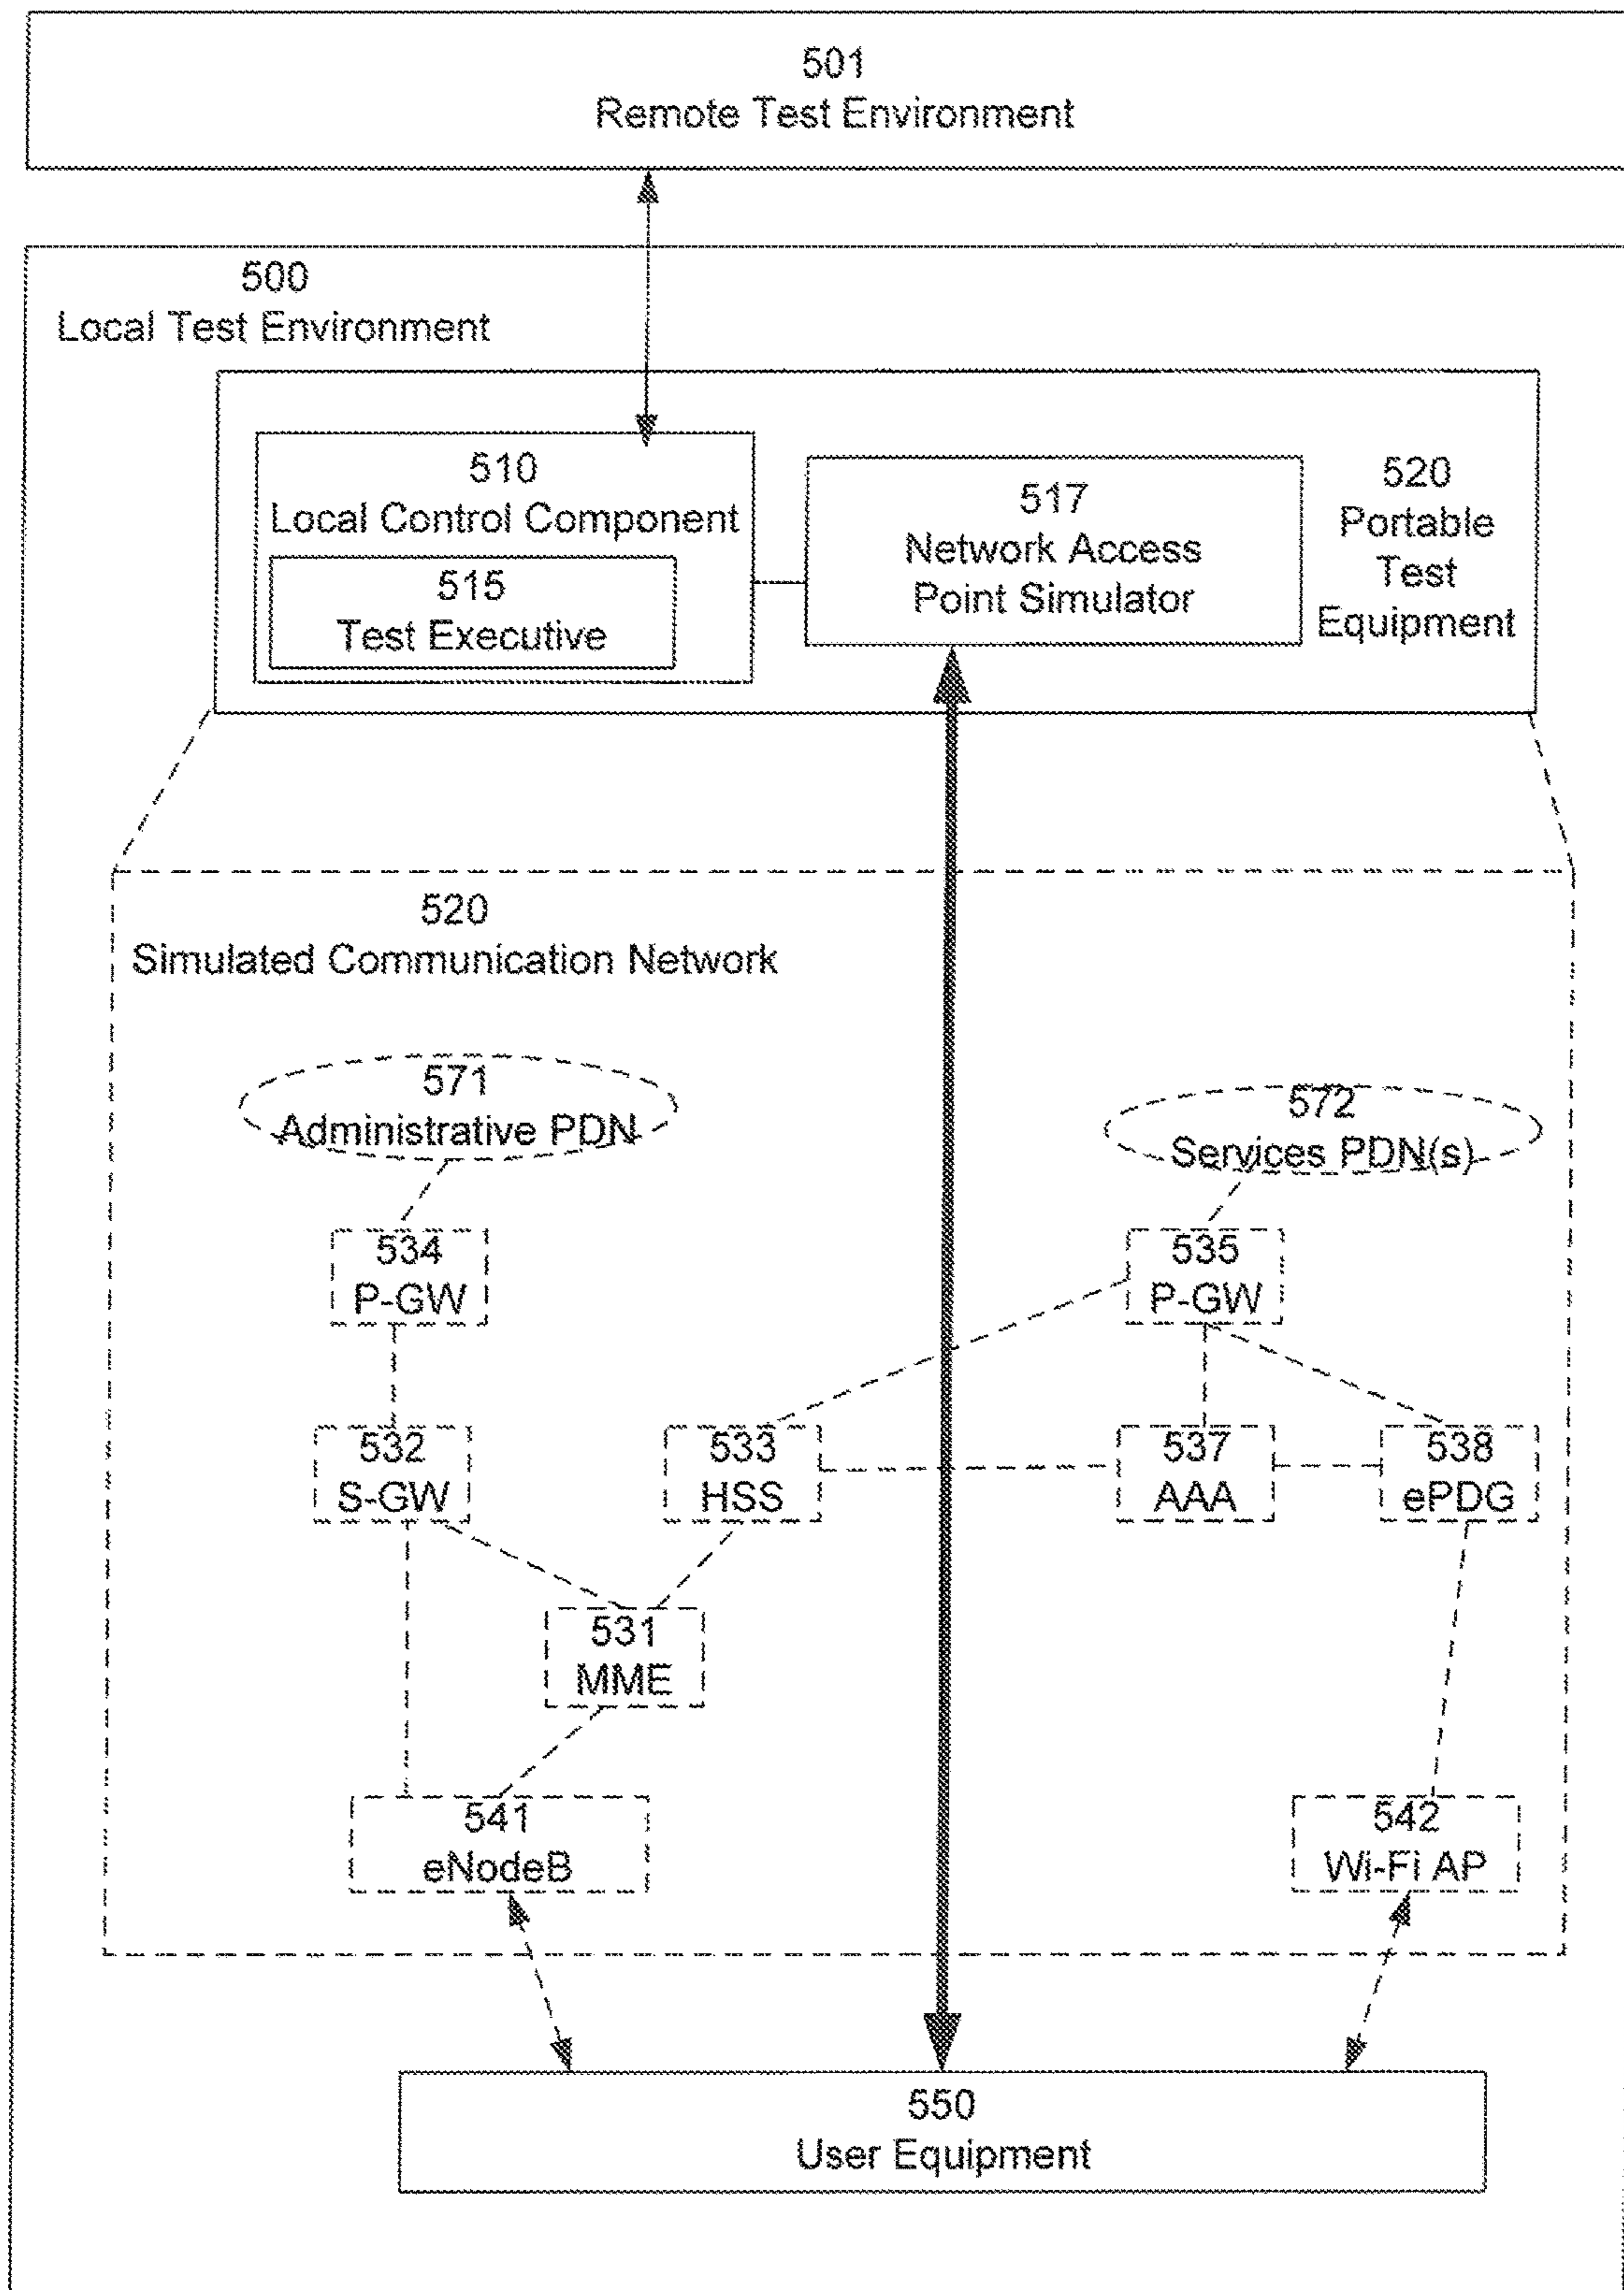 501
Remote Test Environment
500
Local Test Environment
510
Local Control Component
515
Test Executive
517
Network Access
Point Simulator
520
Portable
Test
Equipment
520
Simulated Communication Network
571
Administrative PDN
572
Services PDN(s)
534
P-GW
535
P-GW
532
S-GW
533
HSS
537
AAA
538
ePDG
531
MME
541
eNodeB
542
Wi-Fi AP
550
User Equipment